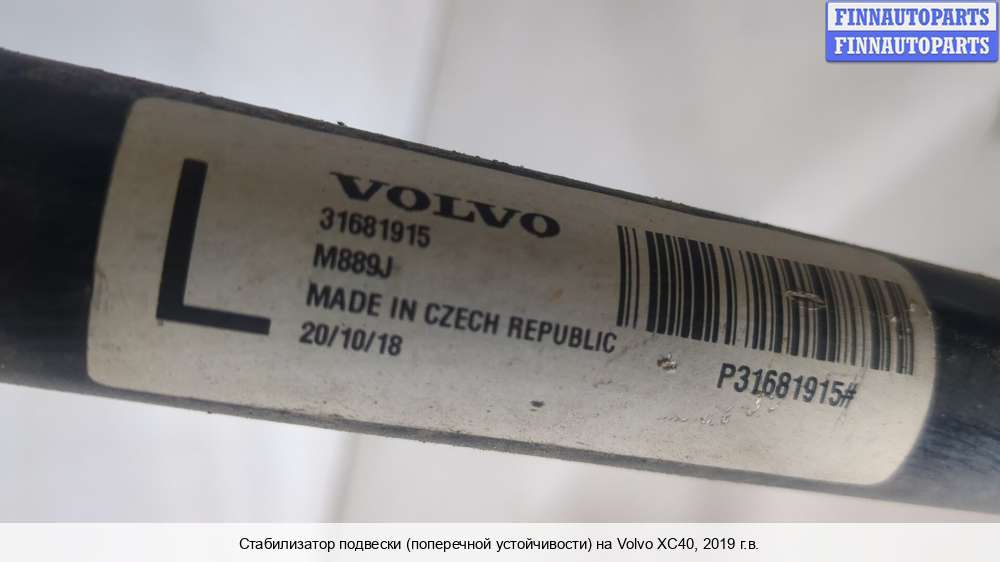 FINNAUTOPARTS
FINNAUTOPARTS
L
VOLVO
31681915
M889J
MADE IN CZECH REPUBLIC
20/10/18
P31681915#
Стабилизатор подвески (поперечной устойчивости) на Volvo XC40, 2019 г.в.